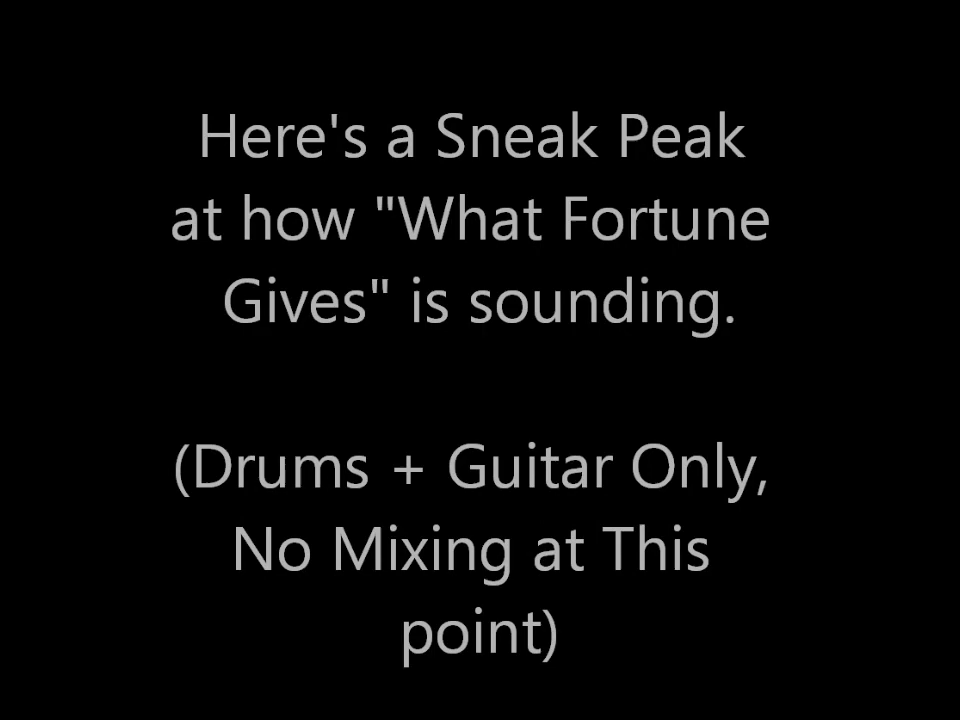 Here's a Sneak Peak
at how "What Fortune
Gives" is sounding.
(Drums + Guitar Only,
No Mixing at This
point)